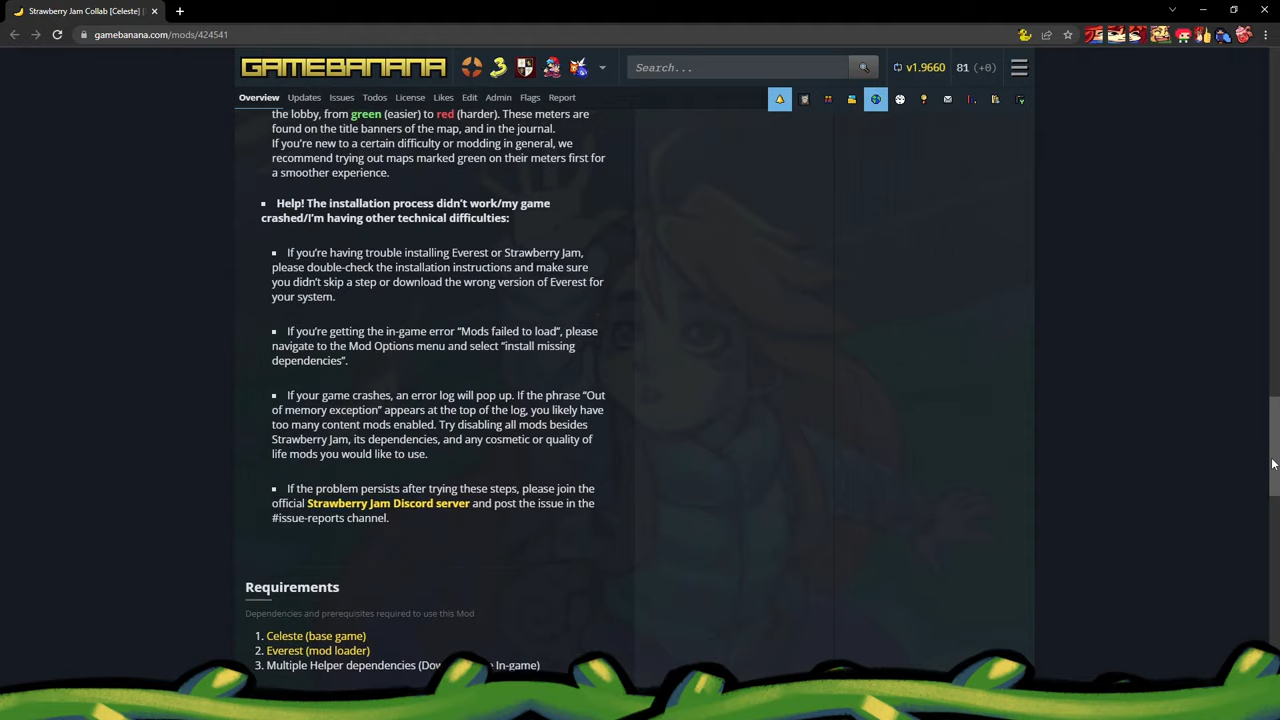 Strawberry Jam Collab [Celeste] [
gamebanana.com/mods/424541
GAMEBANANA
Search...
v1.9660
81 (+0)
Overview Updates Issues Todos License Likes Edit Admin Flags Report
the lobby, from green (easier) to red (harder). These meters are
found on the title banners of the map, and in the journal.
If you're new to a certain difficulty or modding in general, we
recommend trying out maps marked green on their meters first for
a smoother experience.
Help! The installation process didn't work/my game
crashed/I'm having other technical difficulties:
If you're having trouble installing Everest or Strawberry Jam,
please double-check the installation instructions and make sure
you didn't skip a step or download the wrong version of Everest for
your system.
If you're getting the in-game error “Mods failed to load”, please
navigate to the Mod Options menu and select “install missing
dependencies”.
If your game crashes, an error log will pop up. If the phrase “Out
of memory exception” appears at the top of the log, you likely have
too many content mods enabled. Try disabling all mods besides
Strawberry Jam, its dependencies, and any cosmetic or quality of
life mods you would like to use.
If the problem persists after trying these steps, please join the
official Strawberry Jam Discord server and post the issue in the
#issue-reports channel.
Requirements
Dependencies and prerequisites required to use this Mod
1. Celeste (base game)
2. Everest (mod loader)
3. Multiple Helper dependencies In-game)